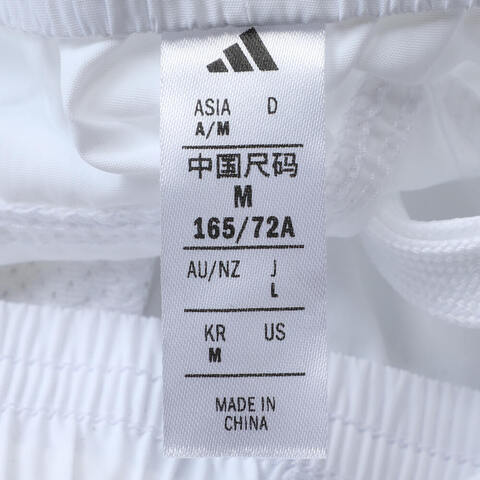 ASIA D
A/M
中国尺码
M
165/72A
AU/NZ J
L
KR US
M
MADE IN
CHINA